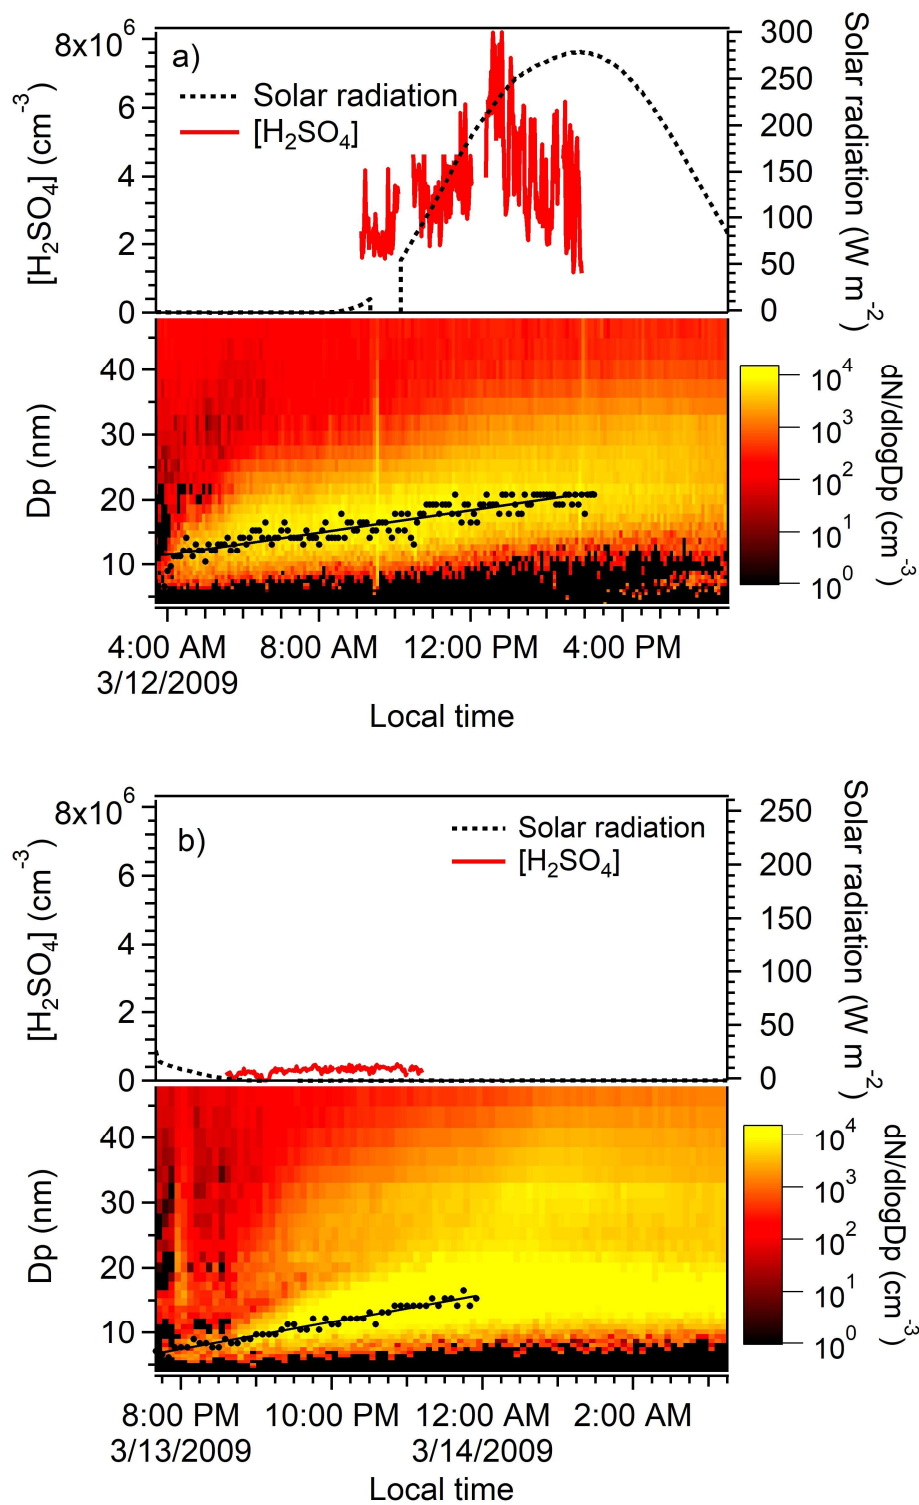 a)
Solar radiation
[H2SO4]
[H2SO4] (cm-3)
8x10^6
6
4
2
0
Solar radiation (W m-2)
300
250
200
150
100
50
0
Dp (nm)
40
30
20
10
dN/dlogDp (cm-3)
10^4
10^3
10^2
10^1
10^0
4:00 AM 8:00 AM 12:00 PM 4:00 PM
3/12/2009
Local time
b)
Solar radiation
[H2SO4]
[H2SO4] (cm-3)
8x10^6
6
4
2
0
Solar radiation (W m-2)
250
200
150
100
50
0
Dp (nm)
40
30
20
10
dN/dlogDp (cm-3)
10^4
10^3
10^2
10^1
10^0
8:00 PM 10:00 PM 12:00 AM 2:00 AM
3/13/2009 3/14/2009
Local time